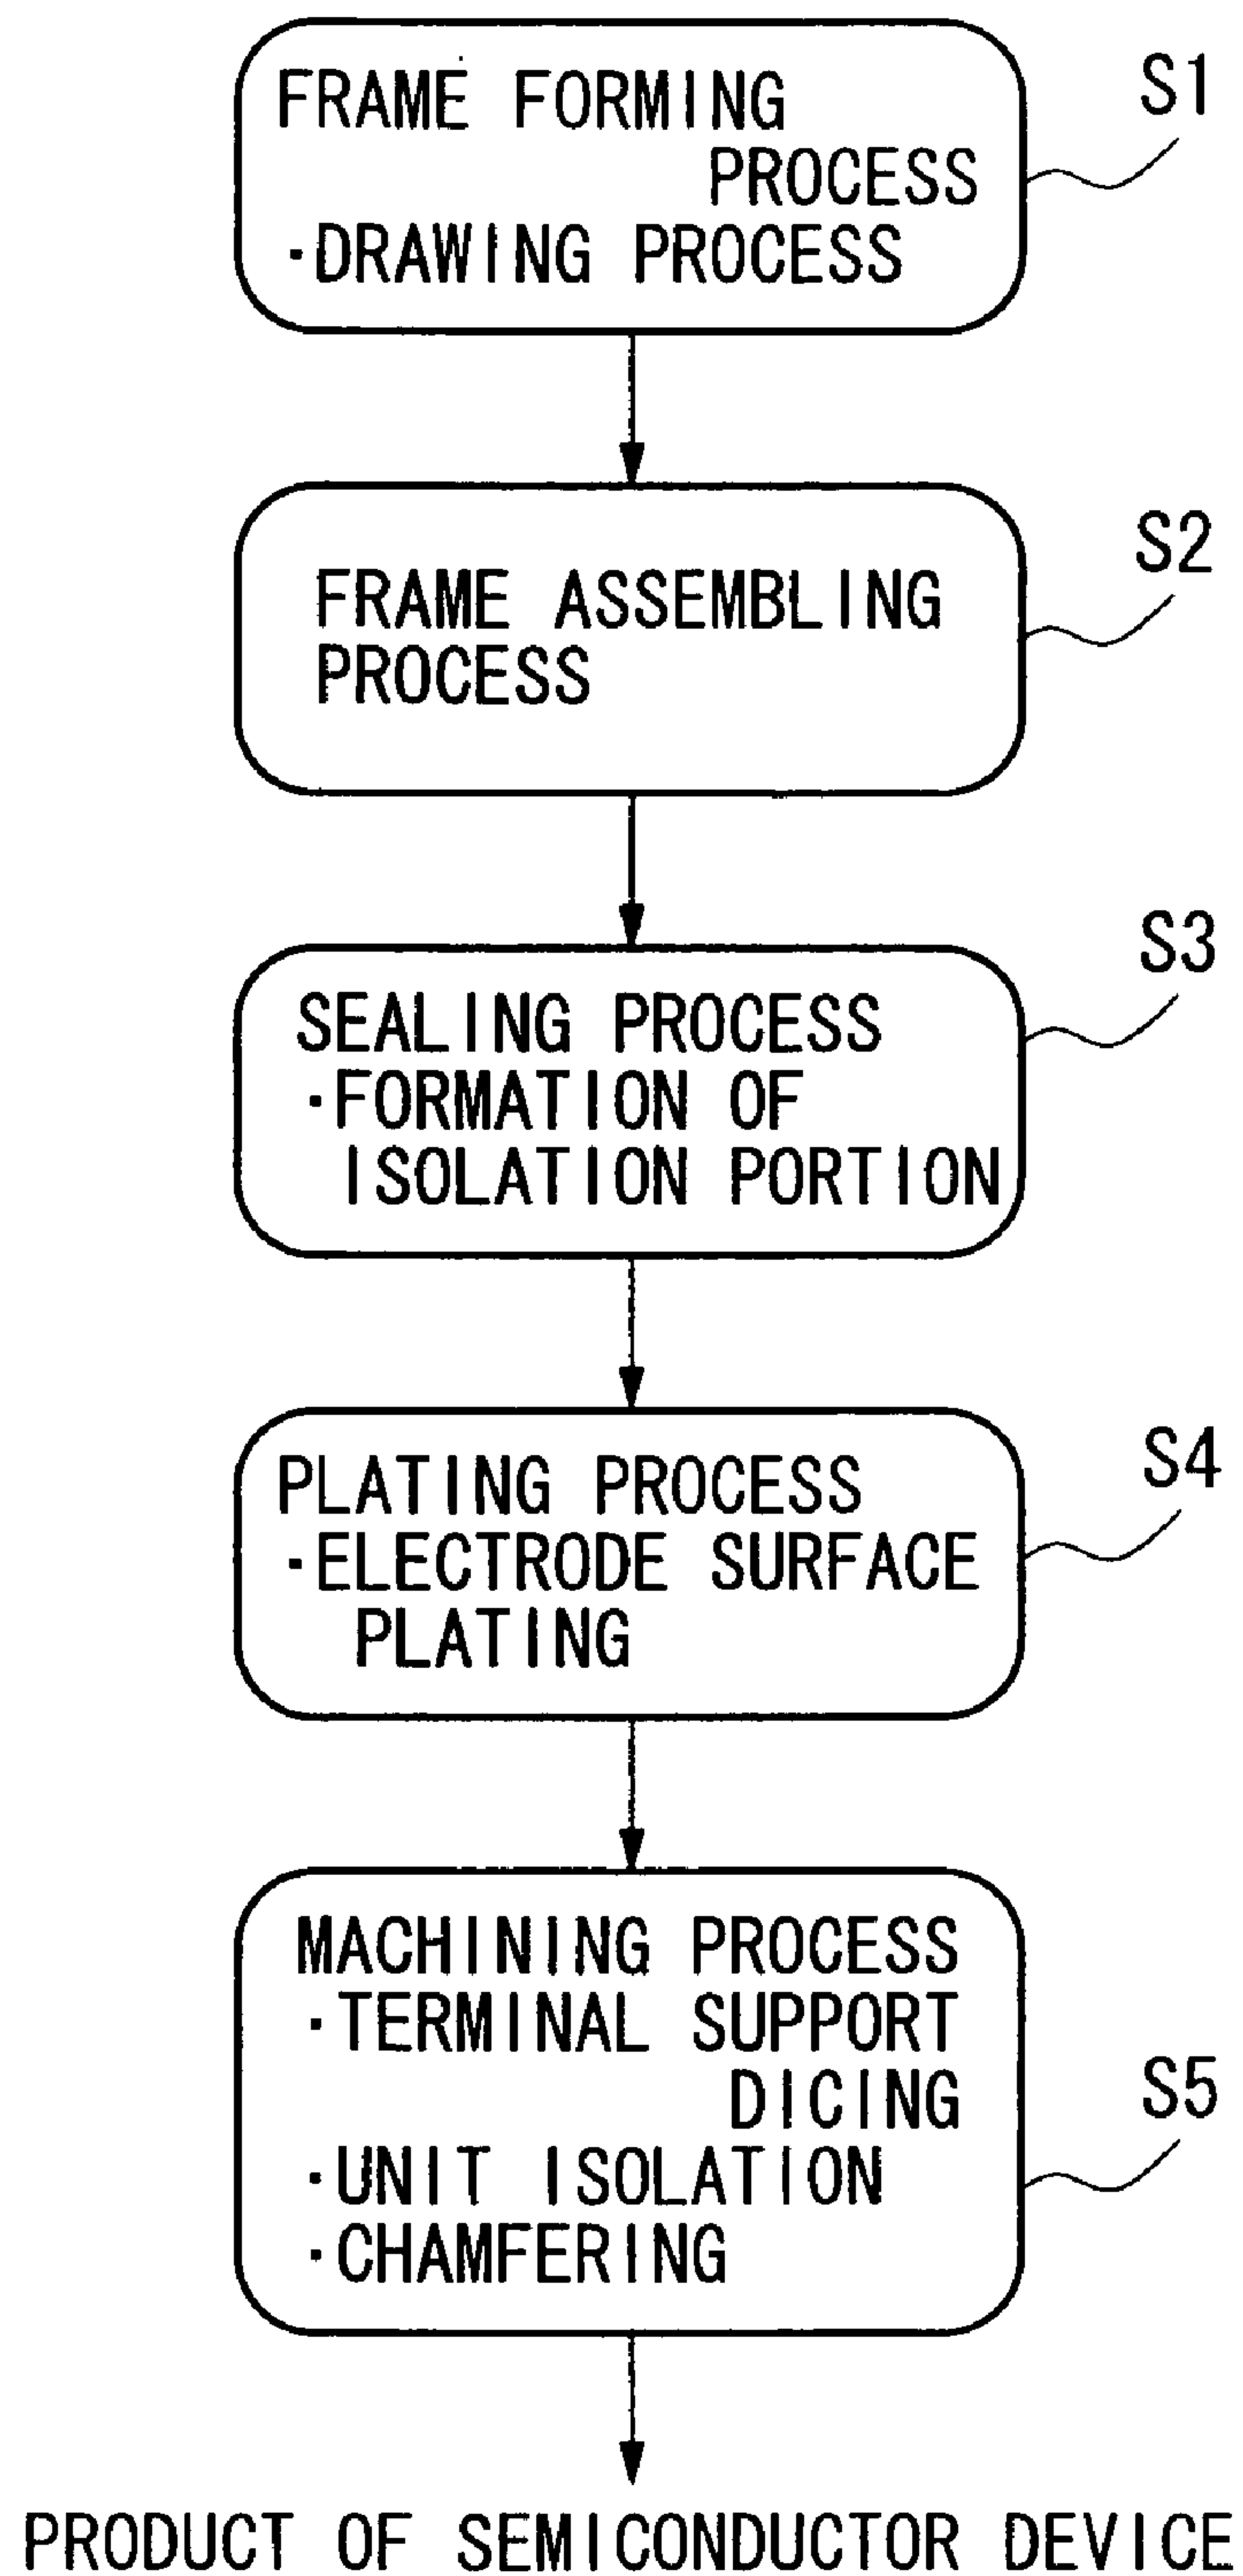 FRAME FORMING
PROCESS
·DRAWING PROCESS
S1
FRAME ASSEMBLING
PROCESS
S2
SEALING PROCESS
·FORMATION OF
ISOLATION PORTION
S3
PLATING PROCESS
·ELECTRODE SURFACE
PLATING
S4
MACHINING PROCESS
·TERMINAL SUPPORT
DICING
·UNIT ISOLATION
·CHAMFERING
S5
PRODUCT OF SEMICONDUCTOR DEVICE